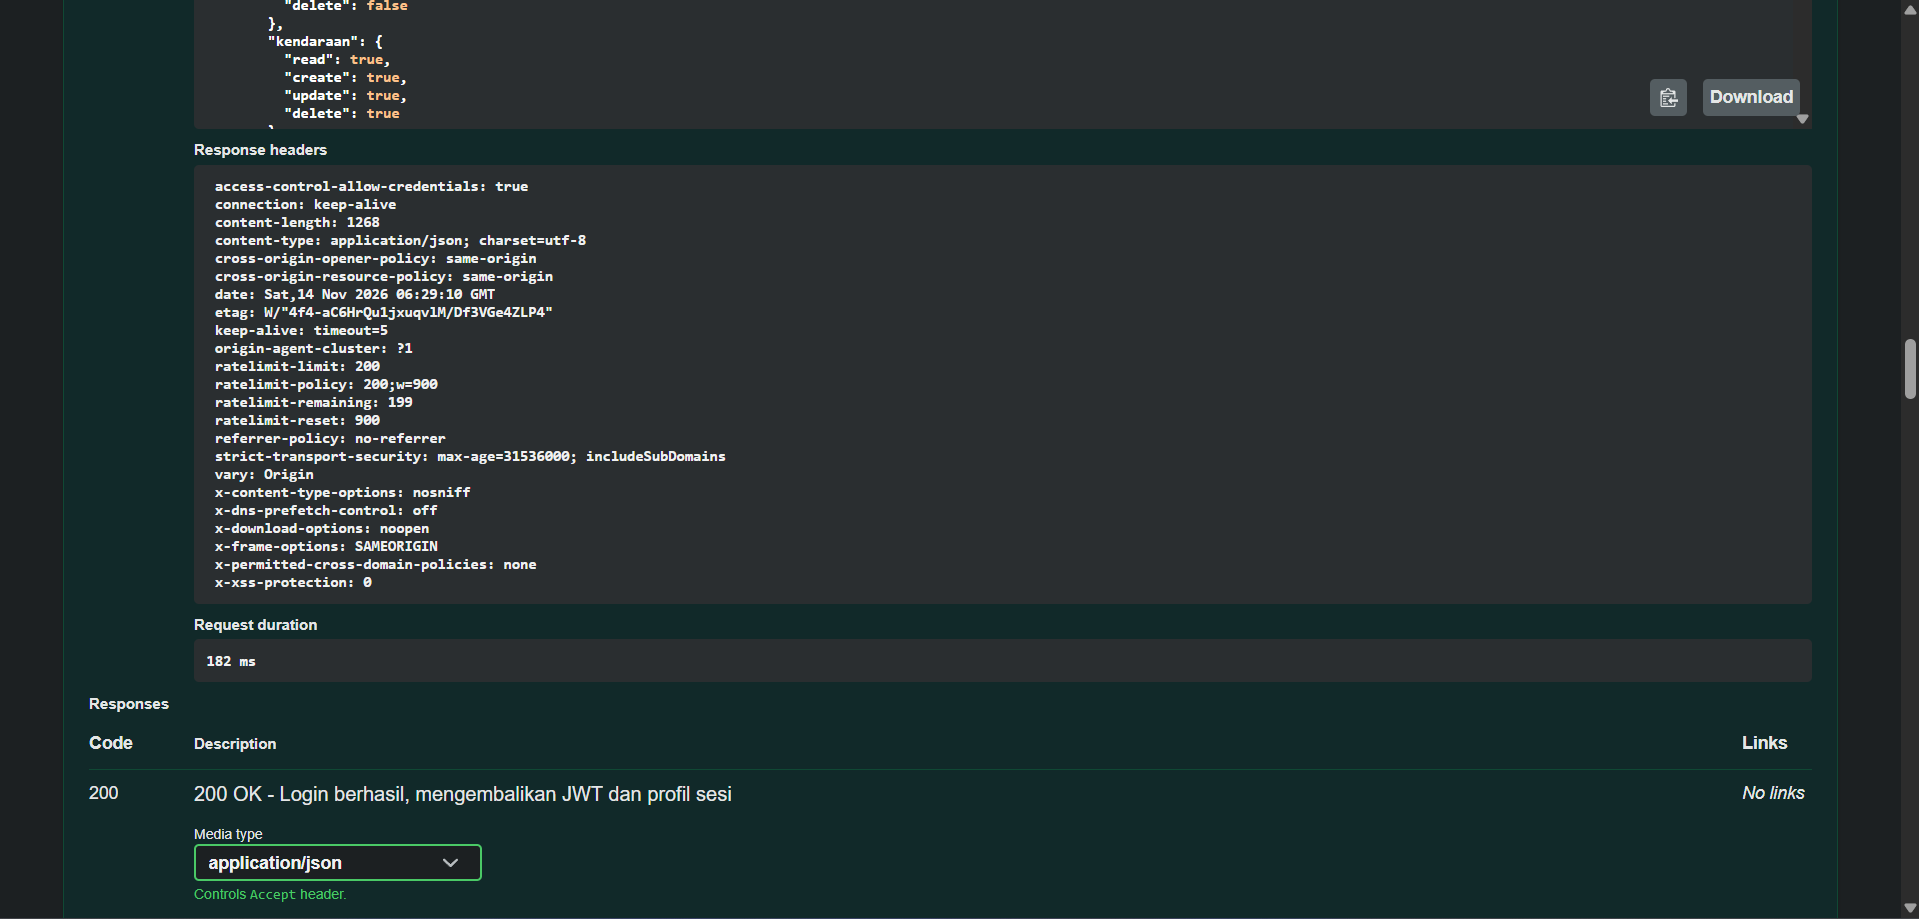 "delete": false
},
"kendaraan": {
"read": true,
"create": true,
"update": true,
"delete": true
Download
Response headers
access-control-allow-credentials: true
connection: keep-alive
content-length: 1268
content-type: application/json; charset=utf-8
cross-origin-opener-policy: same-origin
cross-origin-resource-policy: same-origin
date: Sat,14 Nov 2026 06:29:10 GMT
etag: W/"4f4-aC6HrQu1jxuqvlM/Df3VGe4ZLP4"
keep-alive: timeout=5
origin-agent-cluster: ?1
ratelimit-limit: 200
ratelimit-policy: 200;w=900
ratelimit-remaining: 199
ratelimit-reset: 900
referrer-policy: no-referrer
strict-transport-security: max-age=31536000; includeSubDomains
vary: Origin
x-content-type-options: nosniff
x-dns-prefetch-control: off
x-download-options: noopen
x-frame-options: SAMEORIGIN
x-permitted-cross-domain-policies: none
x-xss-protection: 0
Request duration
182 ms
Responses
Code Description Links
200 200 OK - Login berhasil, mengembalikan JWT dan profil sesi No links
Media type
application/json
Controls Accept header.